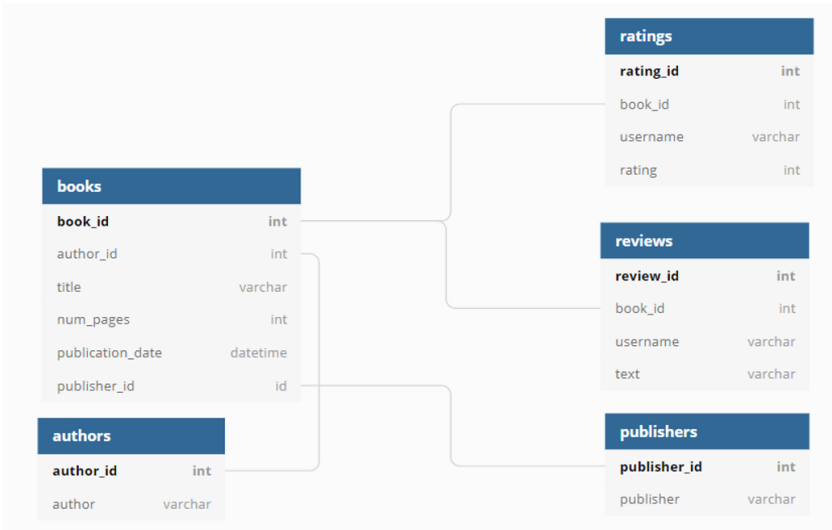 books
book_id int
author_id int
title varchar
num_pages int
publication_date datetime
publisher_id id
authors
author_id int
author varchar
ratings
rating_id int
book_id int
username varchar
rating int
reviews
review_id int
book_id int
username varchar
text varchar
publishers
publisher_id int
publisher varchar